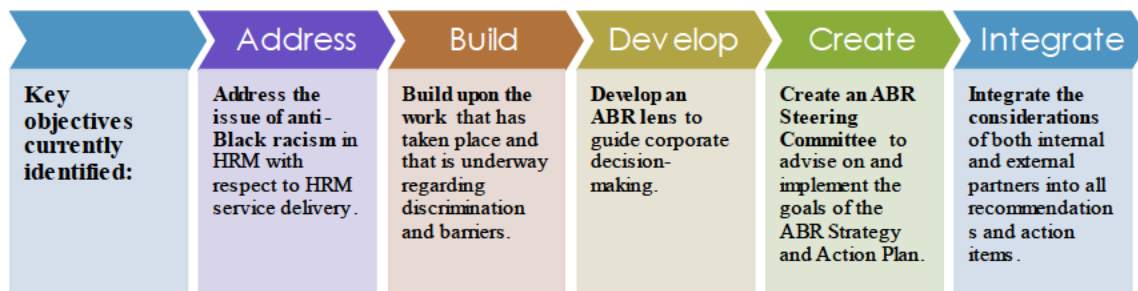 Address
Build
Develop
Create
Integrate
Key
objectives
currently
identified:
Address the
issue of anti-
Black racism in
HRM with
respect to HRM
service delivery.
Build upon the
work that has
taken place and
that is underway
regarding
discrimination
and barriers.
Develop an
ABR lens to
guide corporate
decision-
making.
Create an ABR
Steering
Committee to
advise on and
implement the
goals of the
ABR Strategy
and Action Plan.
Integrate the
considerations
of both internal
and external
partners into all
recommendation
s and action
items.